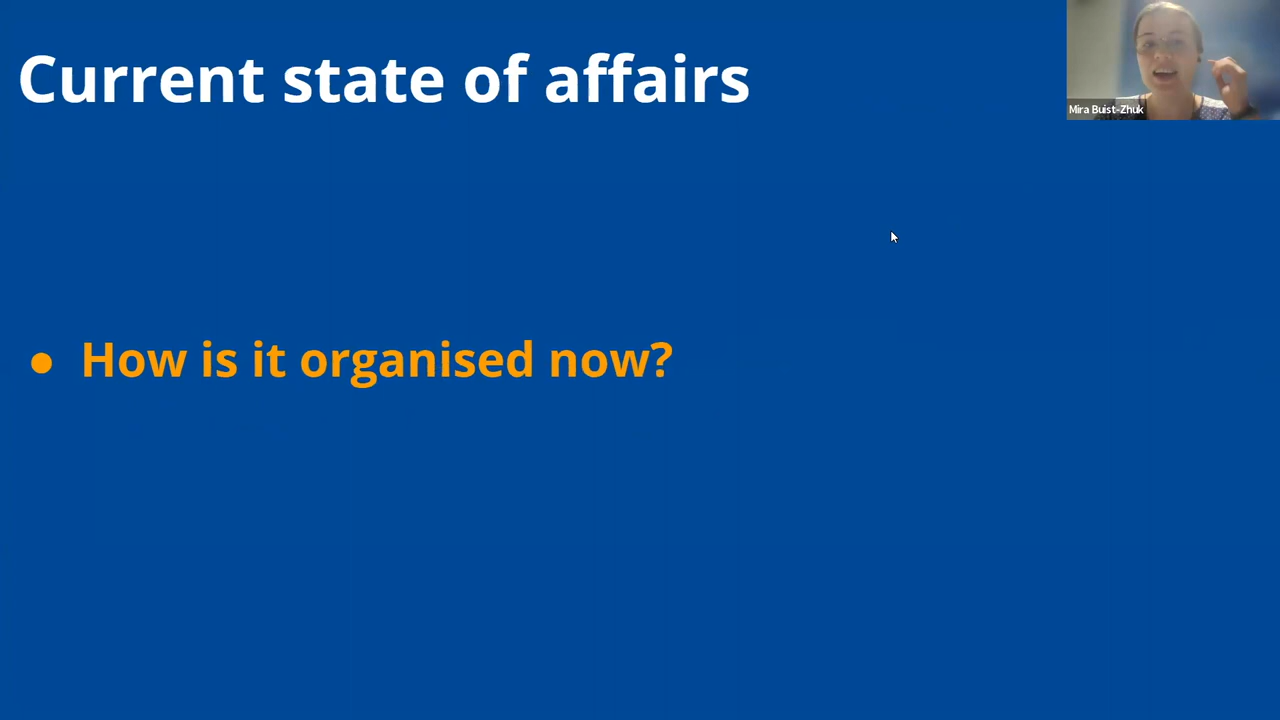 Current state of affairs
Mira Buist-Zhuk
● How is it organised now?